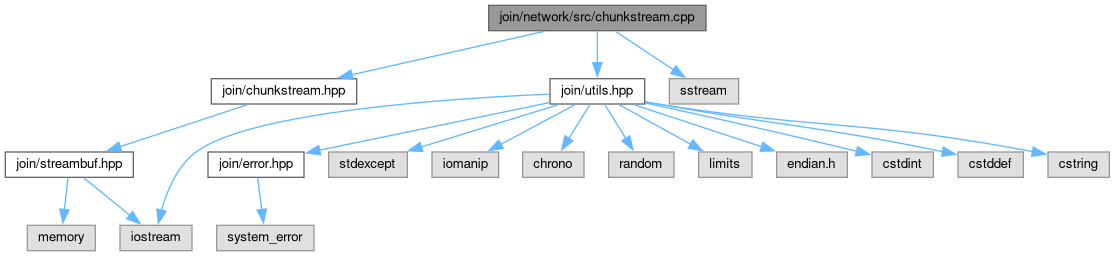 join/network/src/chunkstream.cpp
join/chunkstream.hpp
join/utils.hpp
sstream
join/streambuf.hpp
join/error.hpp
stdexcept
iomanip
chrono
random
limits
endian.h
cstdint
cstddef
cstring
memory
iostream
system_error